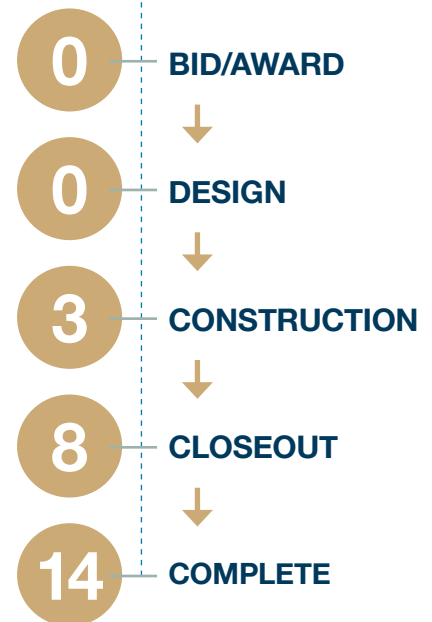 0 BID/AWARD
0 DESIGN
3 CONSTRUCTION
8 CLOSEOUT
14 COMPLETE